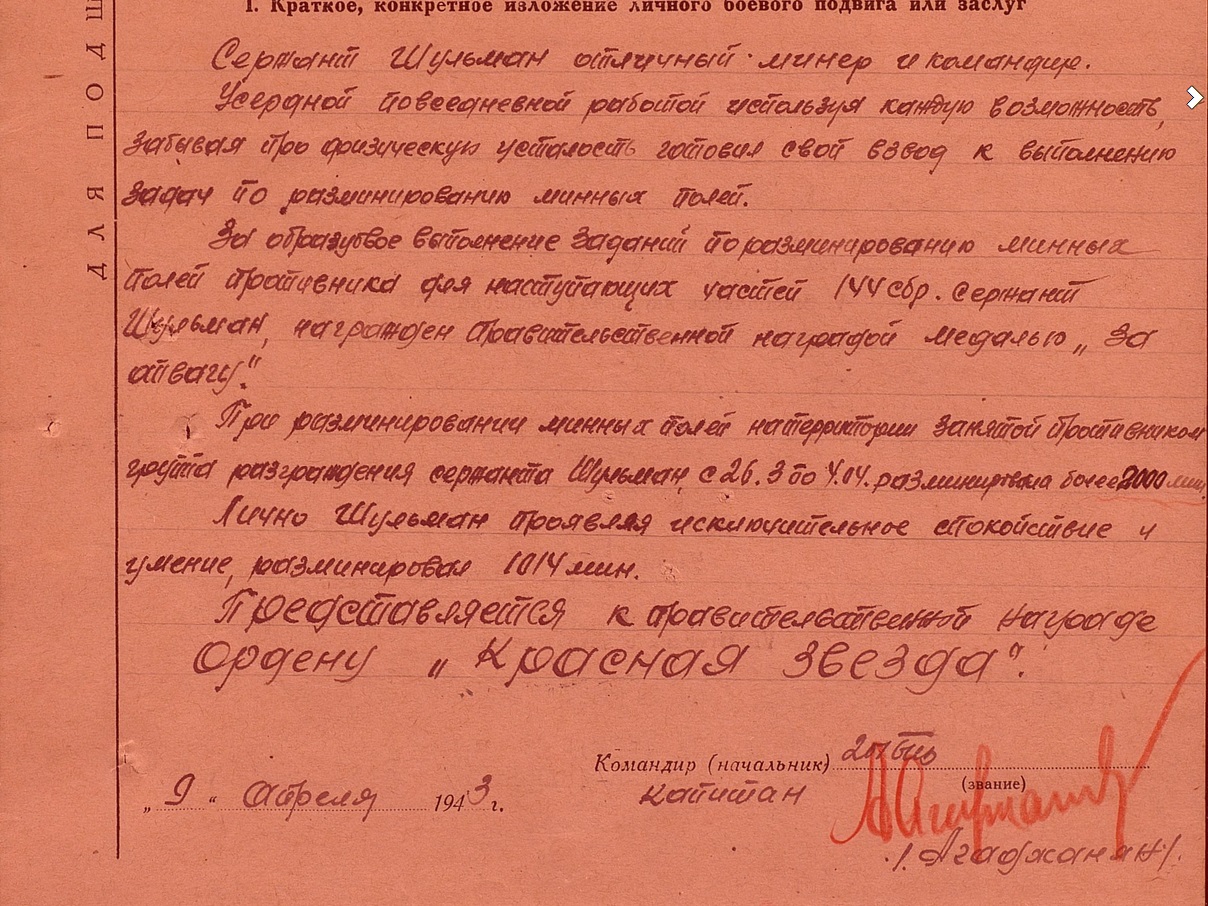 I. Краткое, конкретное изложение личного боевого подвига или заслуг
ДЛЯ ПОДШ
Сержант Шульман отличный минер и командир.
Усердной повседневной работой используя каждую возможность,
забывая про физическую усталость готовил свой взвод к выполнению
задач по разминированию минных полей.
За образцовое выполнение заданий по разминированию минных
полей противника для наступающих частей 144 сбр. сержант
Шульман, награжден правительственной наградой медалью „За
отвагу."
При разминировании минных полей на территории занятой противником
группа разграждения сержанта Шульман, с 26.3 по 4.04. разминировала более 2000 мин.
Лично Шульман проявляя исключительное спокойствие и
умение, разминировал 1014 мин.
Представляется к правительственной награде
Ордену „Красная звезда".
Командир (начальник)
(звание)
капитан
„9" Апреля 1943 г.
/Агаджанян/.